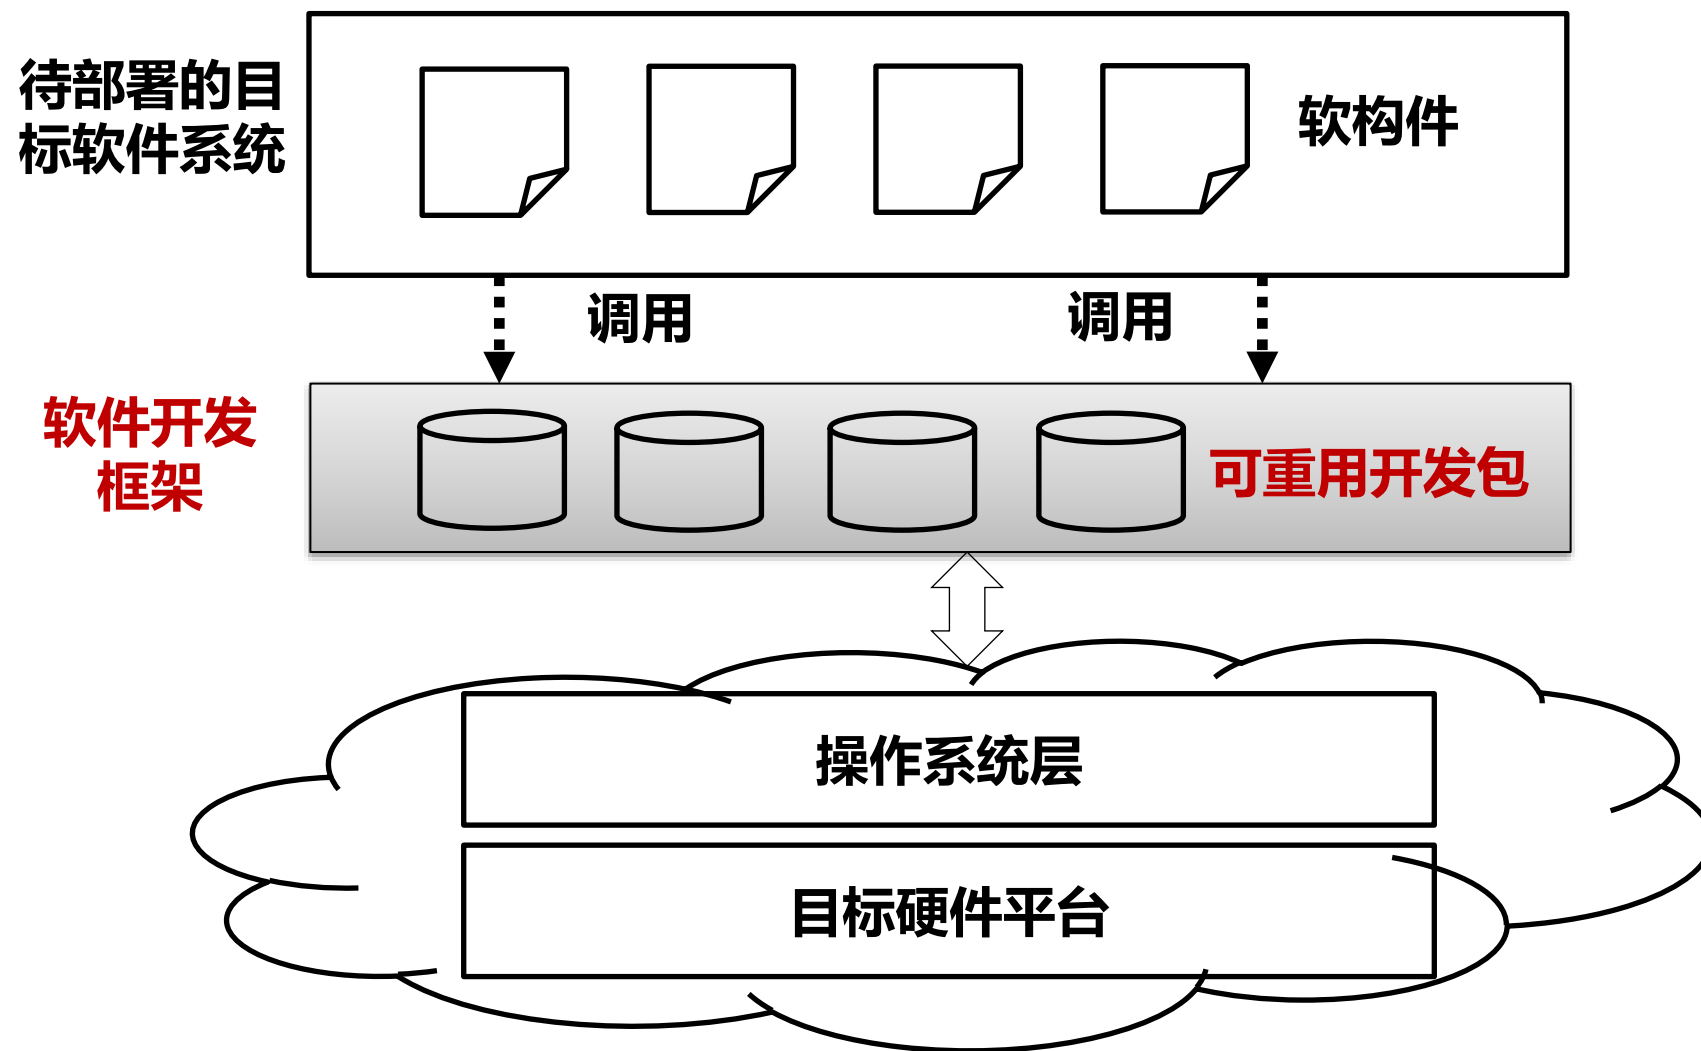 待部署的目
标软件系统
软构件
调用
调用
软件开发
框架
可重用开发包
操作系统层
目标硬件平台